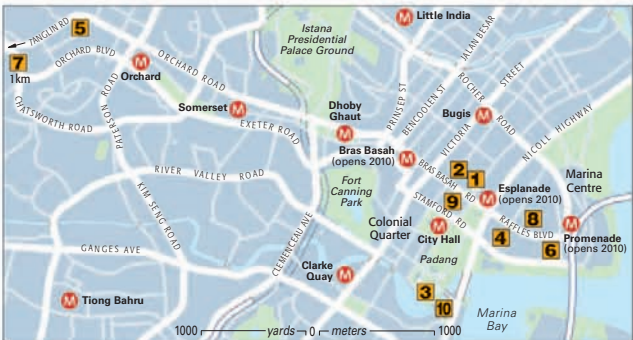 TANGLIN RD
5
7
1km
ORCHARD BLVD
Orchard
ORCHARD ROAD
CHATSWORTH ROAD
PATERSON ROAD
Somerset
EXETER ROAD
Istana
Presidential
Palace Ground
Little India
JALAN BESAR
PRINSEP ST
BENCOOLEN ST
VICTORIA STREET
ROCHER ROAD
Bugis
NICOLL HIGHWAY
Dhoby
Ghaut
Bras Basah
(opens 2010)
BRAS BASAH RD
2
1
9
Esplanade
(opens 2010)
Marina
Centre
RIVER VALLEY ROAD
KIM SENG ROAD
Fort
Canning
Park
STAMFORD RD
Colonial
Quarter
City Hall
4
8
RAFFLES BLVD
6
Promenade
(opens 2010)
GANGES AVE
CLEMENCEAU AVE
Padang
Clarke
Quay
3
10
Tiong Bahru
Marina
Bay
1000
yards
0
meters
1000
M
M
M
M
M
M
M
M
M
M
M